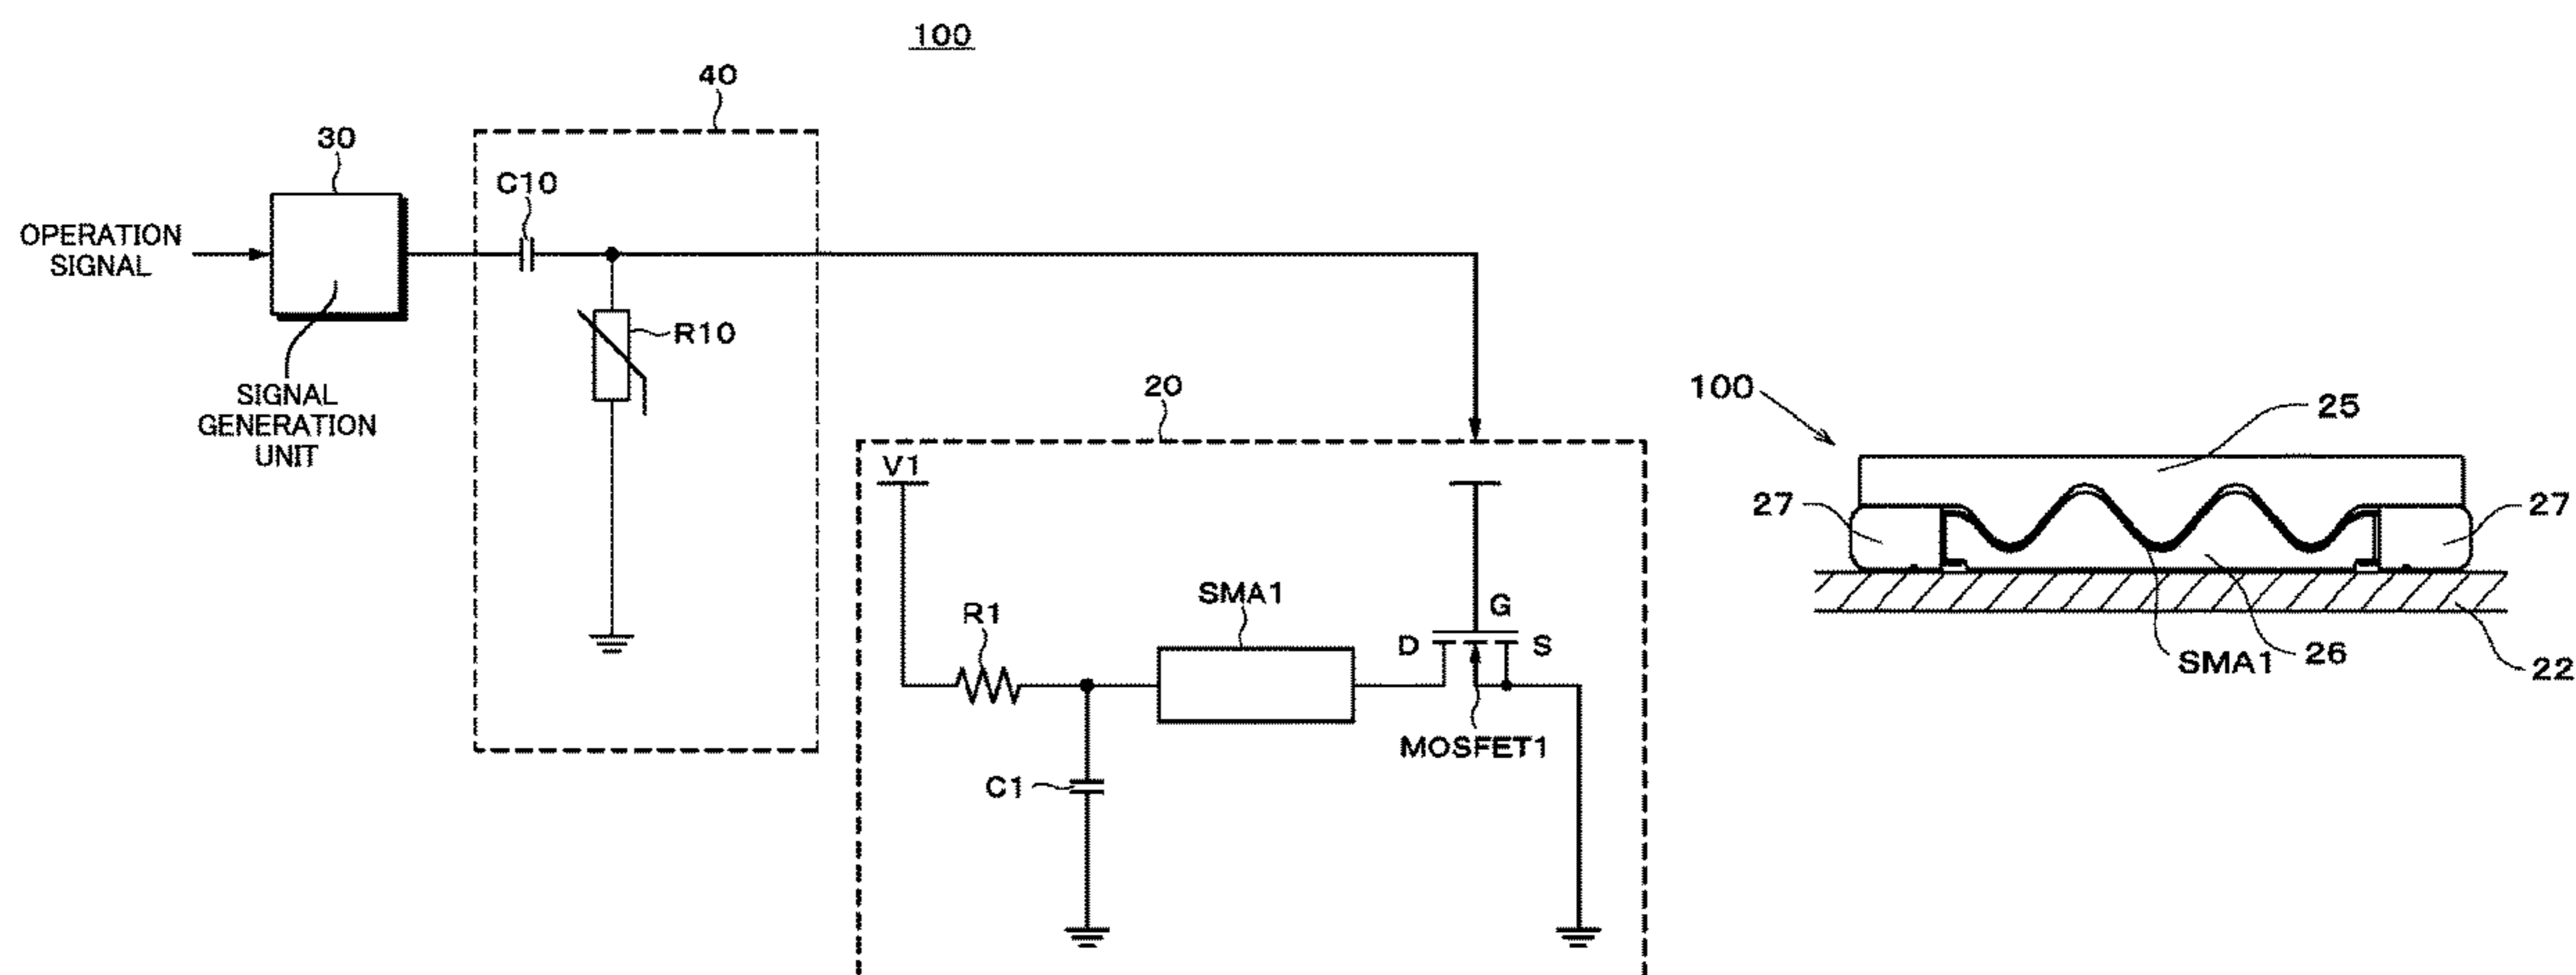 100
40
30
C10
OPERATION
SIGNAL
R10
SIGNAL
GENERATION
UNIT
20
V1
R1
SMA1
G
D
S
MOSFET1
C1
100
25
27
27
SMA1
26
22